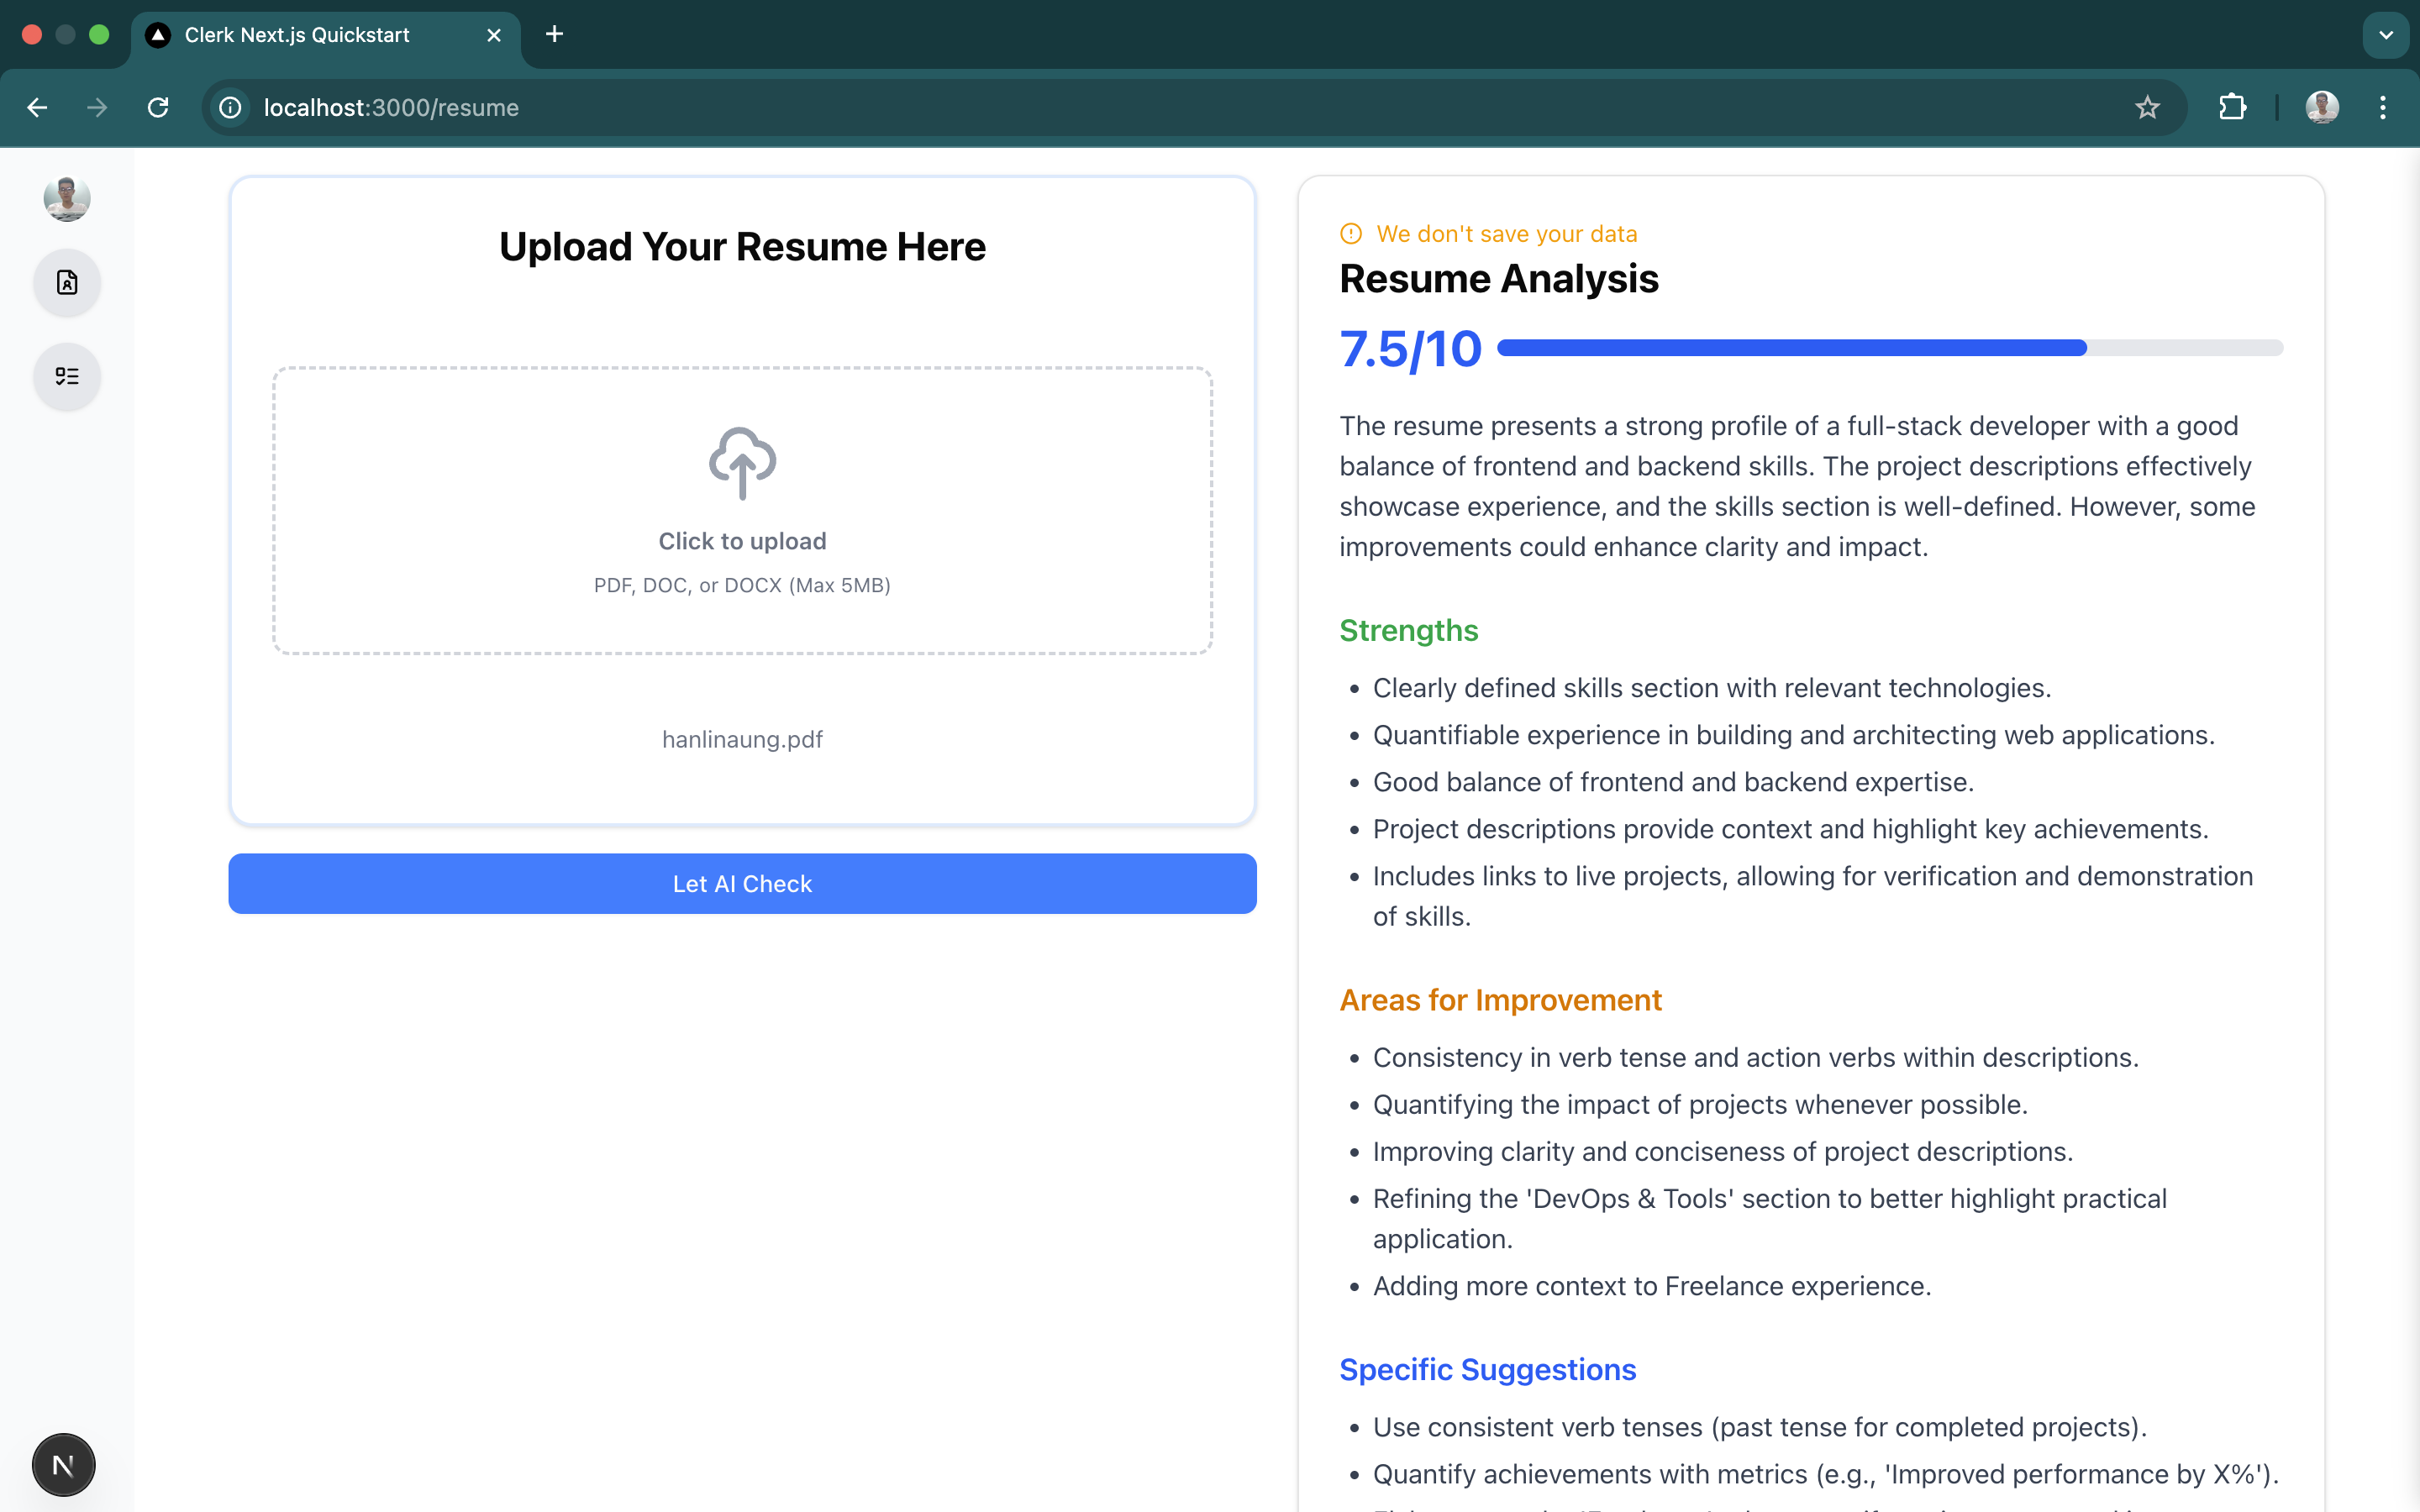 Clerk Next.js Quickstart
localhost:3000/resume
Upload Your Resume Here
Click to upload
PDF, DOC, or DOCX (Max 5MB)
hanlinaung.pdf
Let AI Check
We don't save your data
Resume Analysis
7.5/10
The resume presents a strong profile of a full-stack developer with a good
balance of frontend and backend skills. The project descriptions effectively
showcase experience, and the skills section is well-defined. However, some
improvements could enhance clarity and impact.
Strengths
• Clearly defined skills section with relevant technologies.
• Quantifiable experience in building and architecting web applications.
• Good balance of frontend and backend expertise.
• Project descriptions provide context and highlight key achievements.
• Includes links to live projects, allowing for verification and demonstration
of skills.
Areas for Improvement
• Consistency in verb tense and action verbs within descriptions.
• Quantifying the impact of projects whenever possible.
• Improving clarity and conciseness of project descriptions.
• Refining the 'DevOps & Tools' section to better highlight practical
application.
• Adding more context to Freelance experience.
Specific Suggestions
• Use consistent verb tenses (past tense for completed projects).
• Quantify achievements with metrics (e.g., 'Improved performance by X%').
N